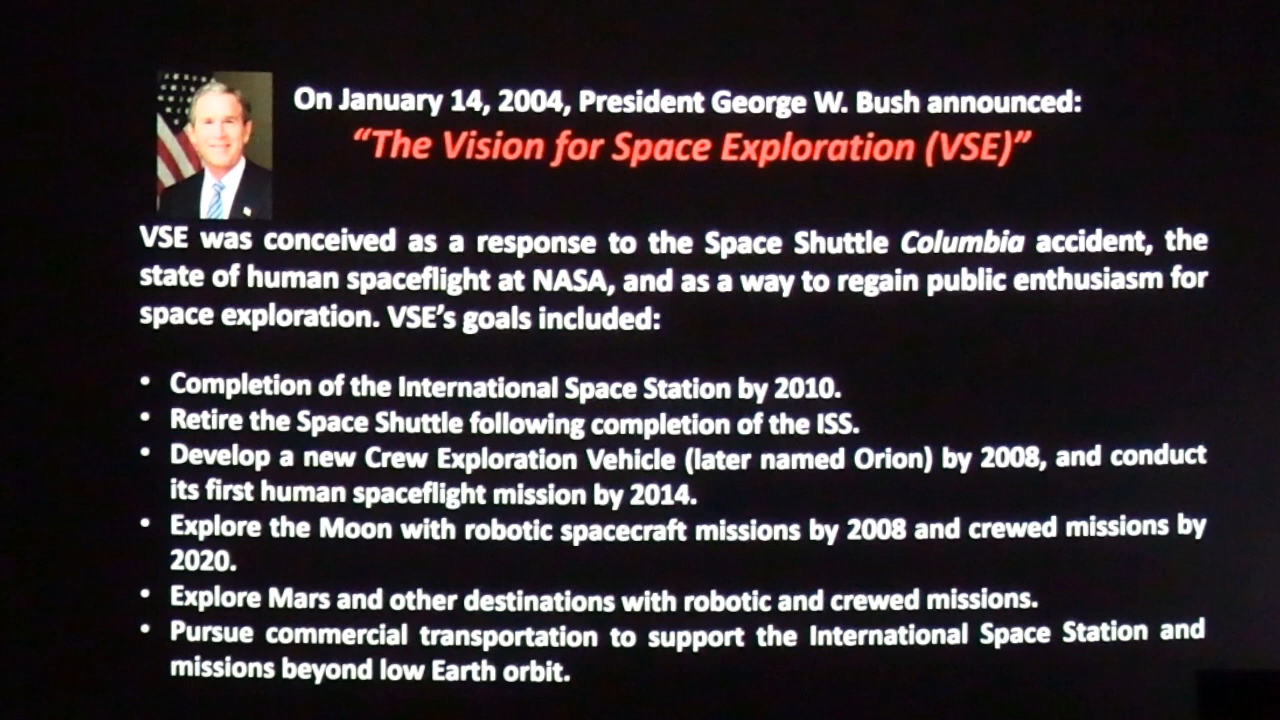 On January 14, 2004, President George W. Bush announced:
“The Vision for Space Exploration (VSE)”
VSE was conceived as a response to the Space Shuttle Columbia accident, the
state of human spaceflight at NASA, and as a way to regain public enthusiasm for
space exploration. VSE’s goals included:
• Completion of the International Space Station by 2010.
• Retire the Space Shuttle following completion of the ISS.
• Develop a new Crew Exploration Vehicle (later named Orion) by 2008, and conduct
its first human spaceflight mission by 2014.
• Explore the Moon with robotic spacecraft missions by 2008 and crewed missions by
2020.
• Explore Mars and other destinations with robotic and crewed missions.
• Pursue commercial transportation to support the International Space Station and
missions beyond low Earth orbit.